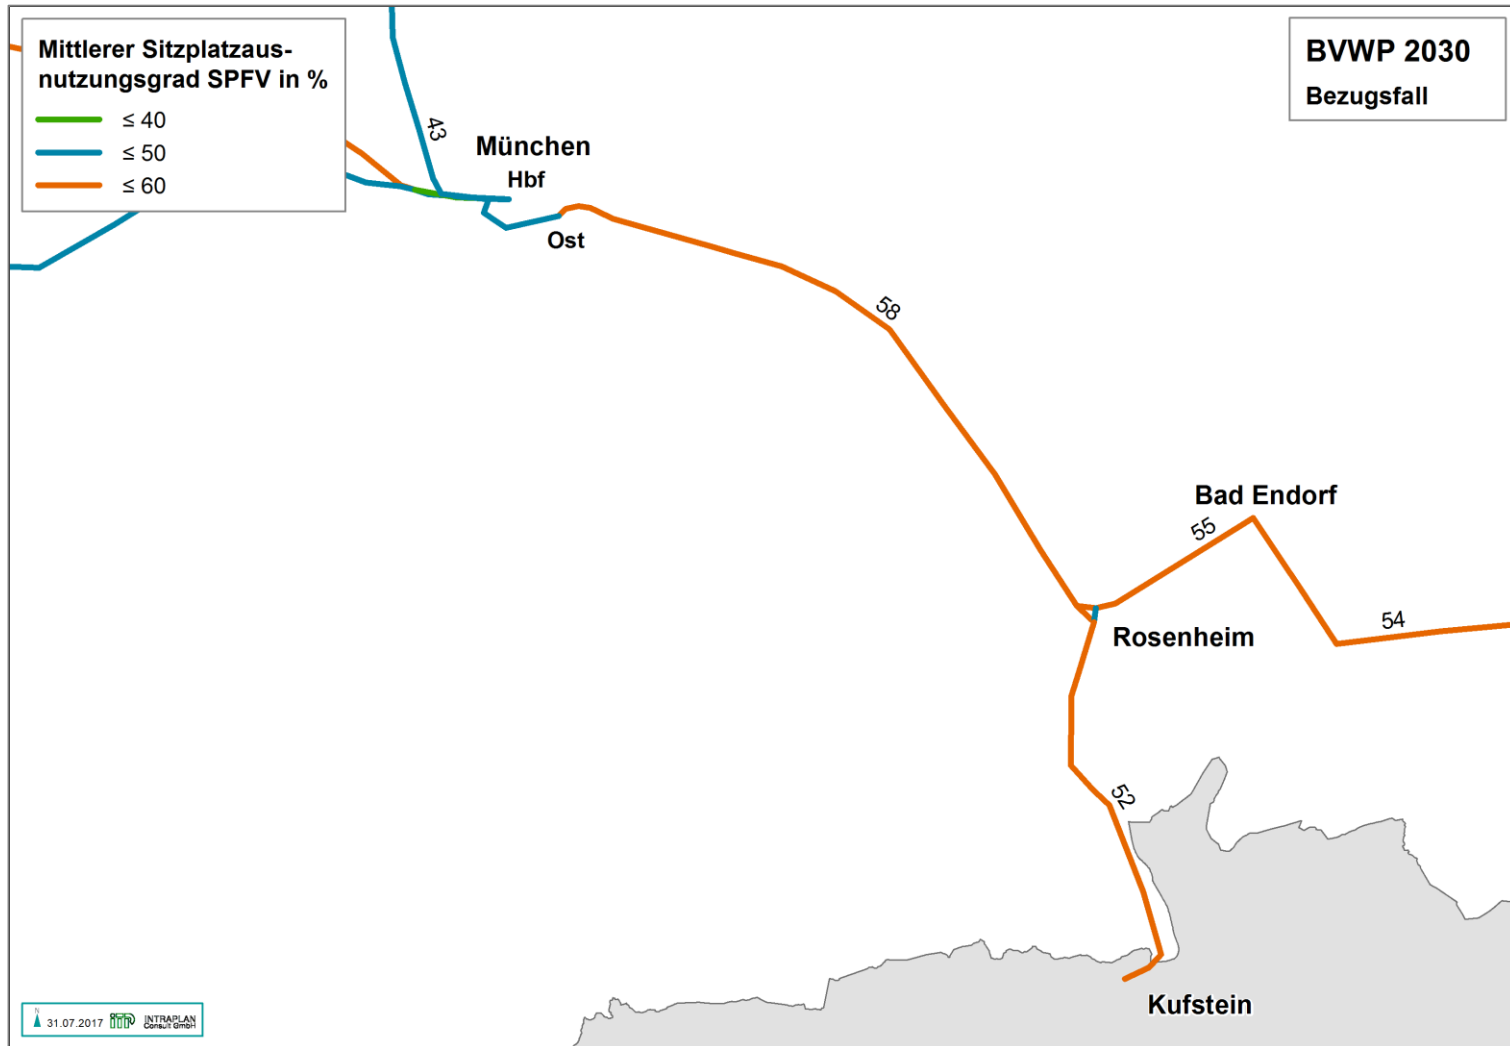 Mittlerer Sitzplatzaus-
nutzungsgrad SPFV in %
≤ 40
≤ 50
≤ 60
BVWP 2030
Bezugsfall
43
München
Hbf
Ost
58
Bad Endorf
55
54
Rosenheim
52
Kufstein
N
31.07.2017 ITP INTRAPLAN
Consult GmbH